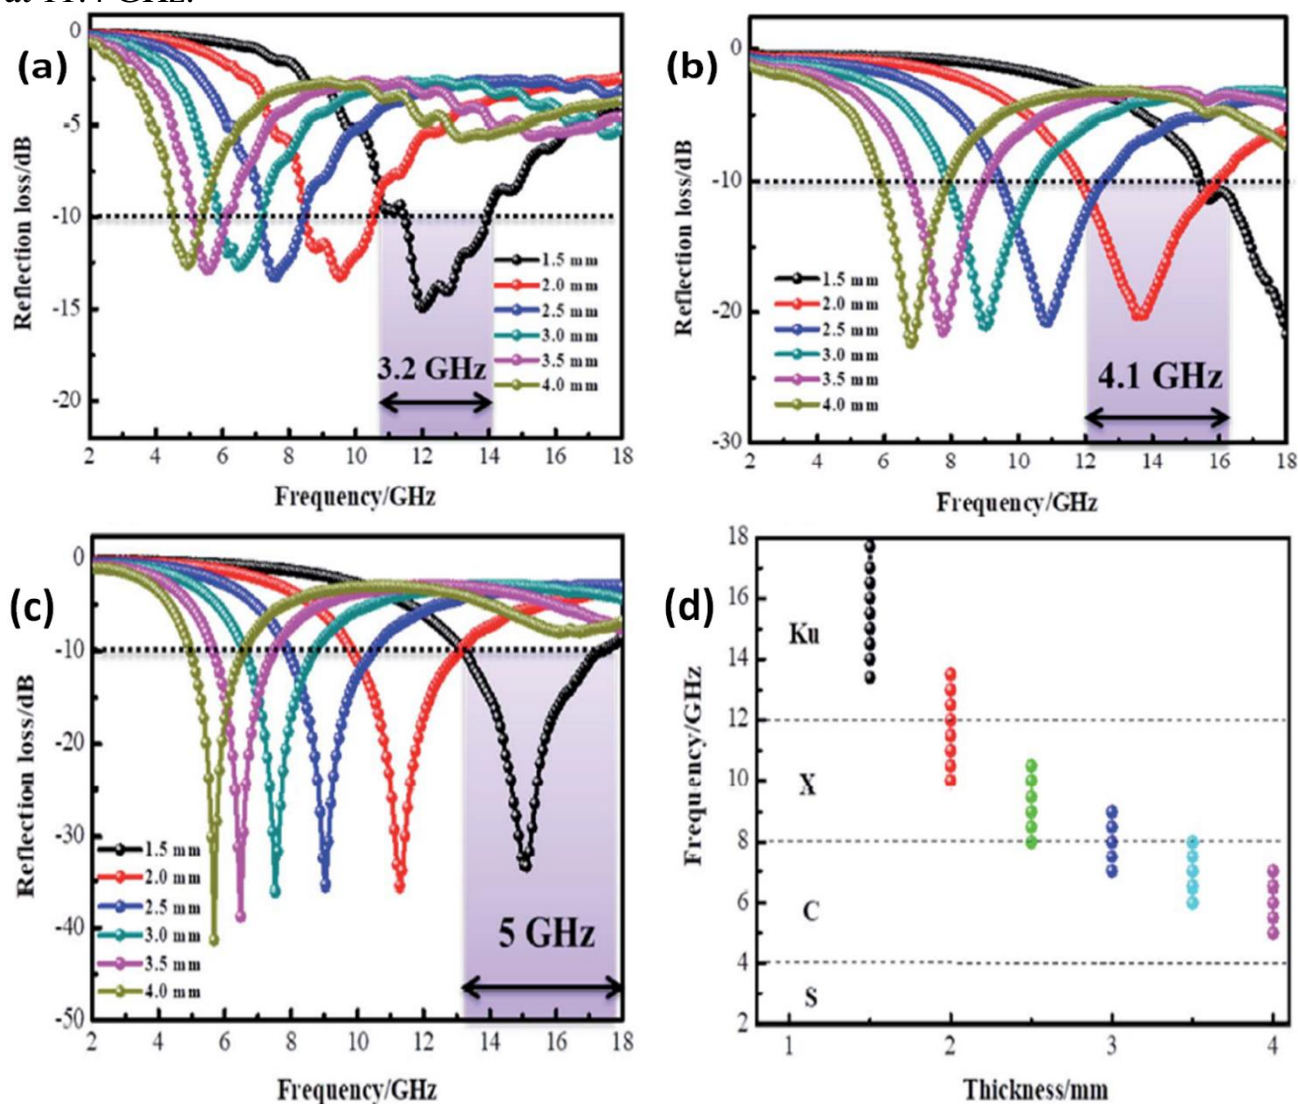 at 11.4 GHz.
(a)
Reflection loss/dB
0
-5
-10
-15
-20
1.5 mm
2.0 mm
2.5 mm
3.0 mm
3.5 mm
4.0 mm
3.2 GHz
2 4 6 8 10 12 14 16 18
Frequency/GHz
(b)
Reflection loss/dB
0
-10
-20
-30
1.5 mm
2.0 mm
2.5 mm
3.0 mm
3.5 mm
4.0 mm
4.1 GHz
2 4 6 8 10 12 14 16 18
Frequency/GHz
(c)
Reflection loss/dB
0
-10
-20
-30
-40
-50
1.5 mm
2.0 mm
2.5 mm
3.0 mm
3.5 mm
4.0 mm
5 GHz
2 4 6 8 10 12 14 16 18
Frequency/GHz
(d)
Frequency/GHz
18
16
14
12
10
8
6
4
2
Ku
X
C
S
1 2 3 4
Thickness/mm